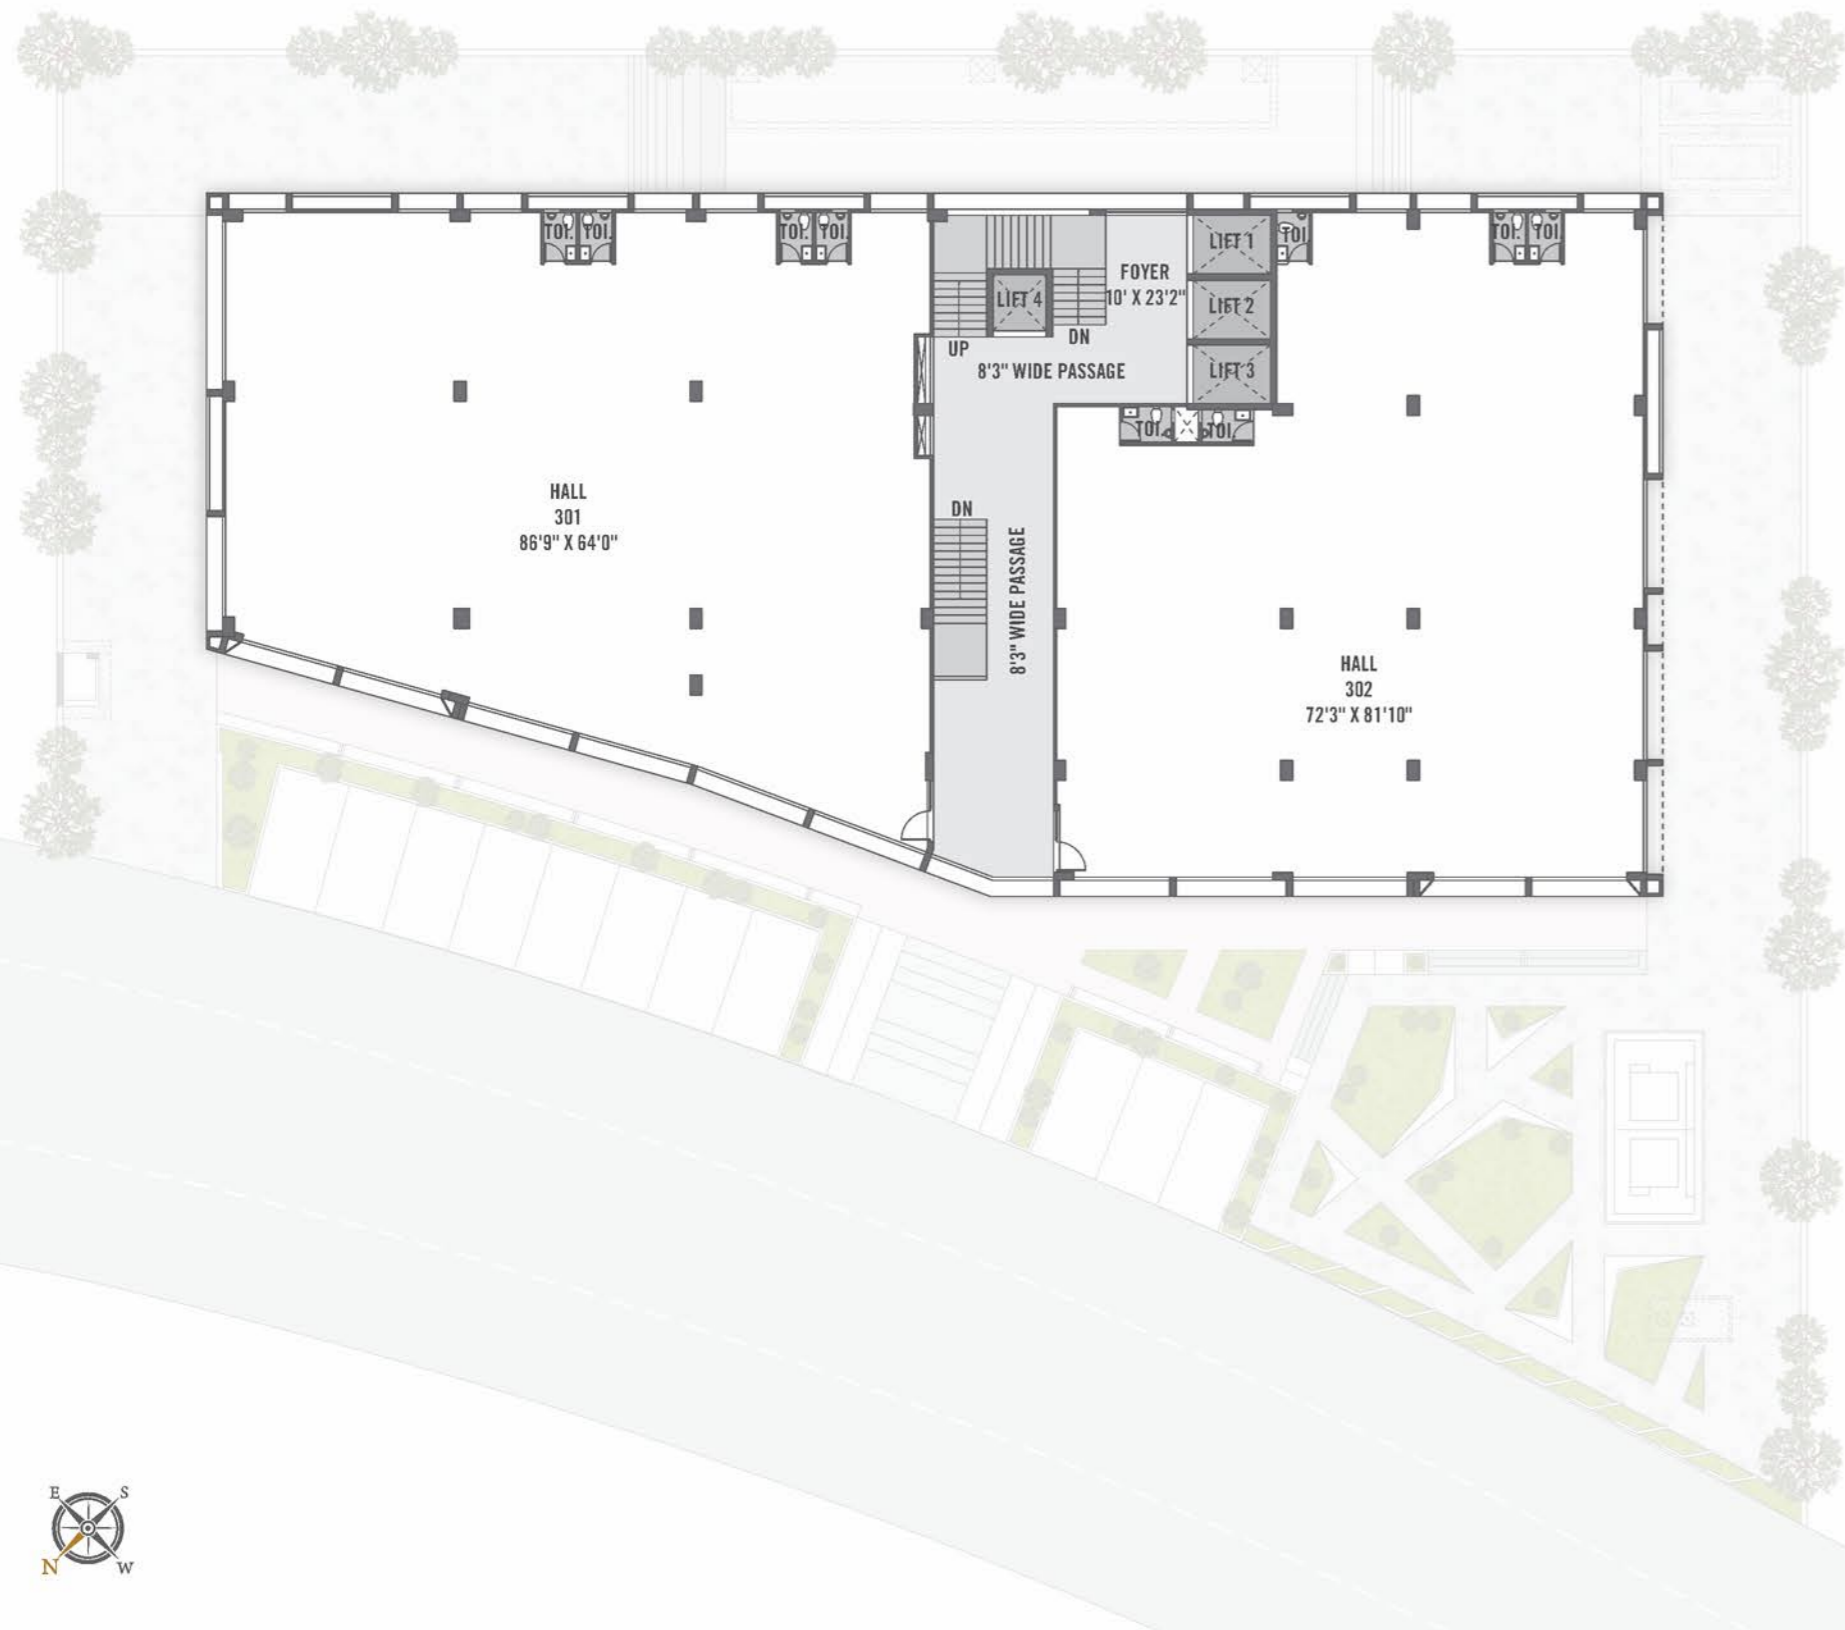 TOI.
TOI.
TOI.
TOI.
LIFT 1
TOI.
TOI.
TOI.
FOYER
10' X 23'2"
LIFT 4
LIFT 2
UP
DN
8'3" WIDE PASSAGE
LIFT 3
TOI.
TOI.
HALL
301
86'9" X 64'0"
DN
8'3" WIDE PASSAGE
HALL
302
72'3" X 81'10"
E
S
N
W